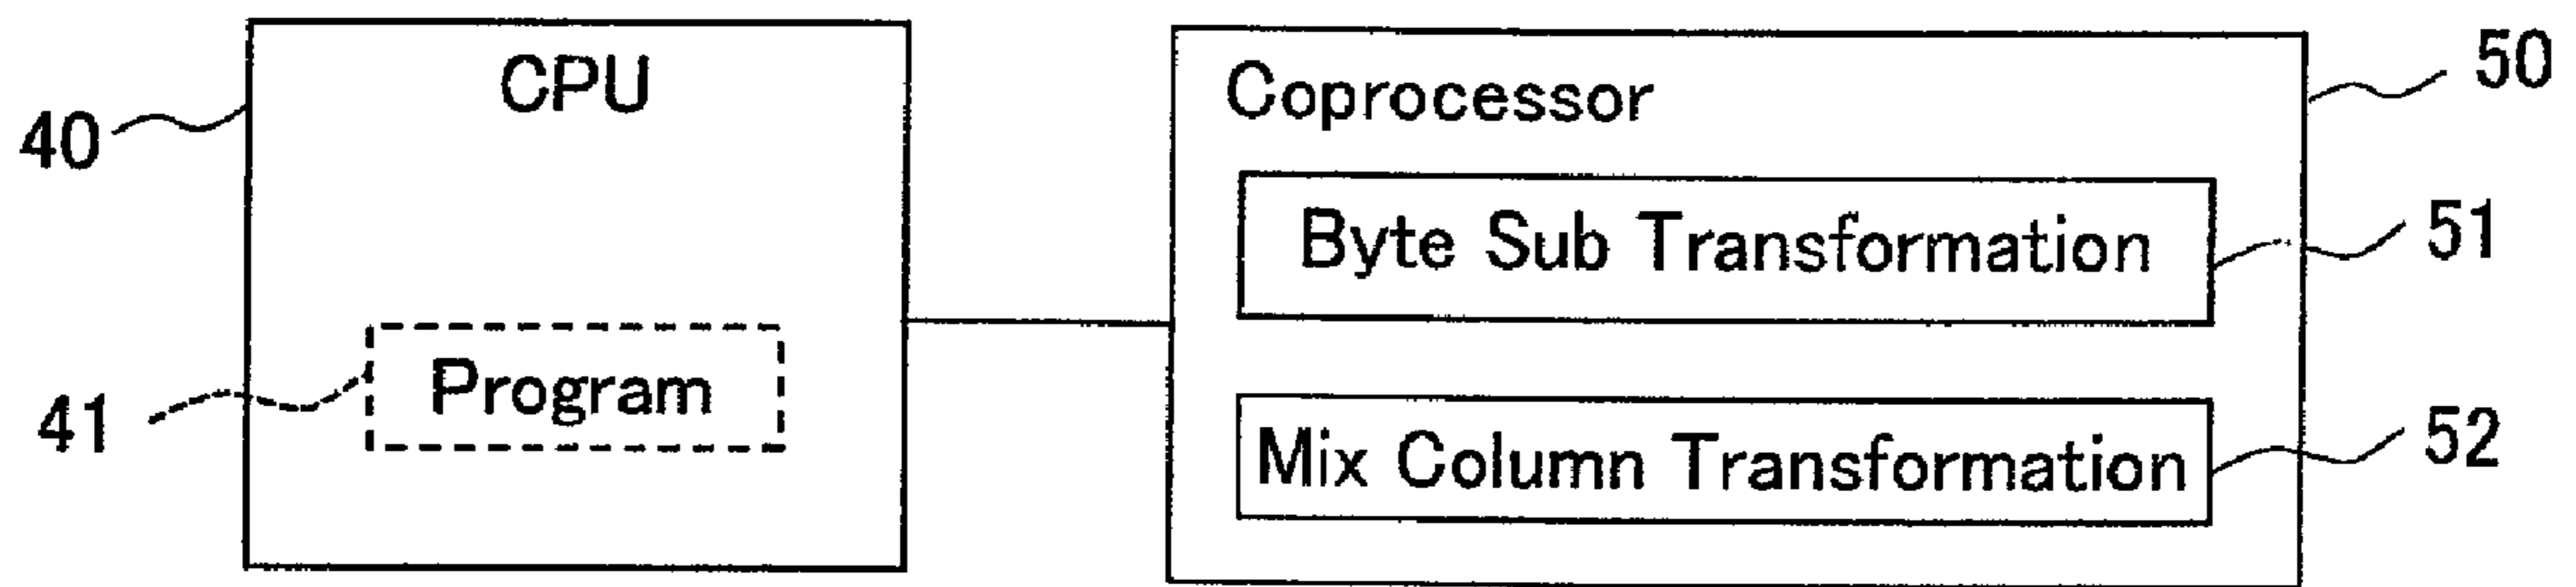 CPU
40
Program
41
Coprocessor
50
Byte Sub Transformation
51
Mix Column Transformation
52